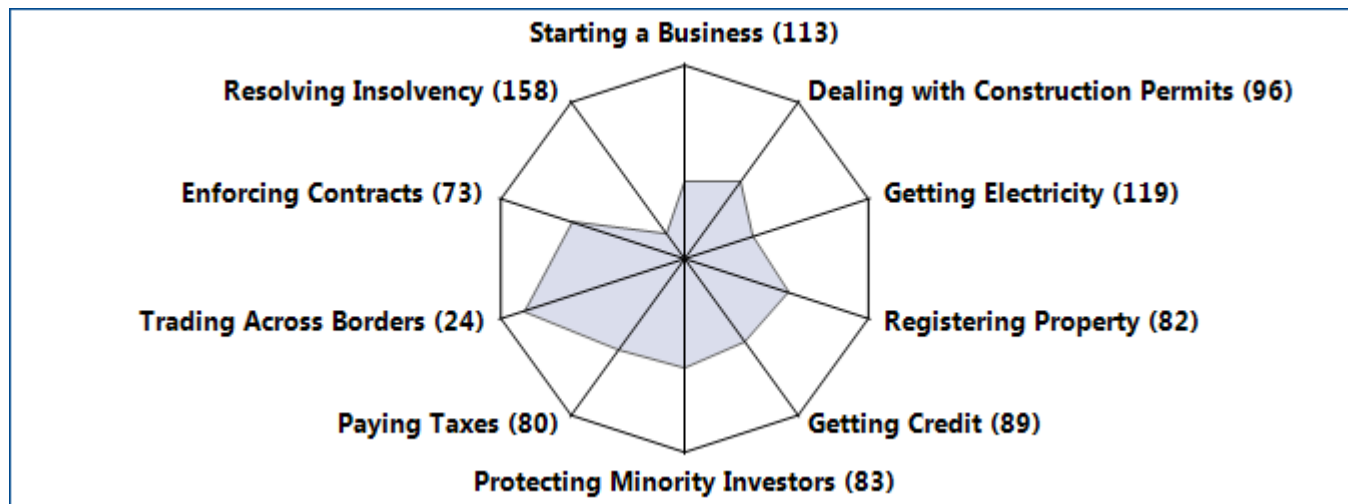 Starting a Business (113)
Resolving Insolvency (158)
Dealing with Construction Permits (96)
Enforcing Contracts (73)
Getting Electricity (119)
Trading Across Borders (24)
Registering Property (82)
Paying Taxes (80)
Getting Credit (89)
Protecting Minority Investors (83)